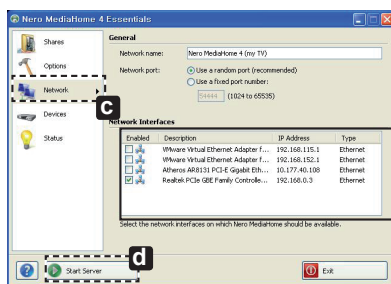 Nero MediaHome 4 Essentials
Shares
Options
Network
Devices
Status
General
Network name: Nero MediaHome 4 (my TV)
Network port: Use a random port (recommended)
Use a fixed port number:
54444 (1024 to 65535)
c
Network Interfaces
Enabled Description IP Address Type
VMware Virtual Ethernet Adapter f... 192.168.115.1 Ethernet
VMware Virtual Ethernet Adapter f... 192.168.152.1 Ethernet
Atheros AR8131 PCI-E Gigabit Eth... 10.177.40.108 Ethernet
Realtek PCIe GBE Family Controlle... 192.168.0.3 Ethernet
Select the network interfaces on which Nero MediaHome should be available.
d
Start Server
Exit